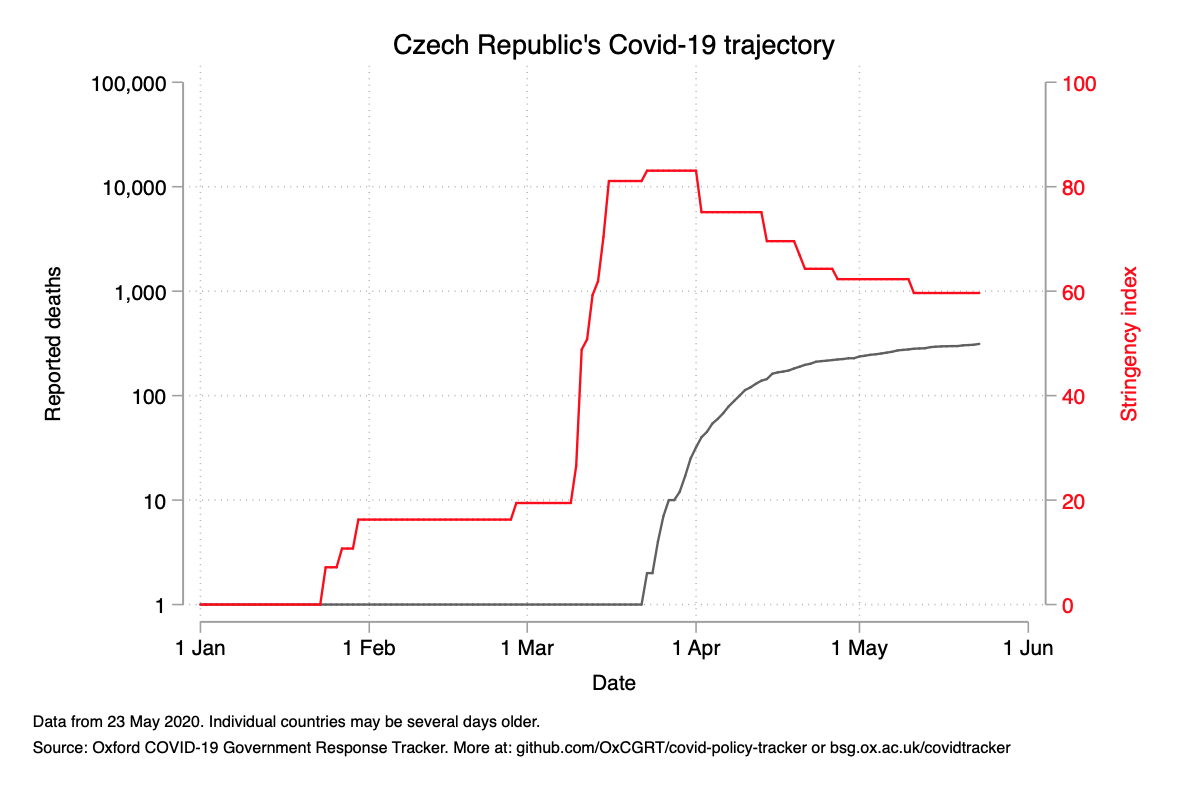 Czech Republic's Covid-19 trajectory
100,000
10,000
1,000
100
10
1
Reported deaths
100
80
60
40
20
0
Stringency index
1 Jan 1 Feb 1 Mar 1 Apr 1 May 1 Jun
Date
Data from 23 May 2020. Individual countries may be several days older.
Source: Oxford COVID-19 Government Response Tracker. More at: github.com/OxCGRT/covid-policy-tracker or bsg.ox.ac.uk/covidtracker